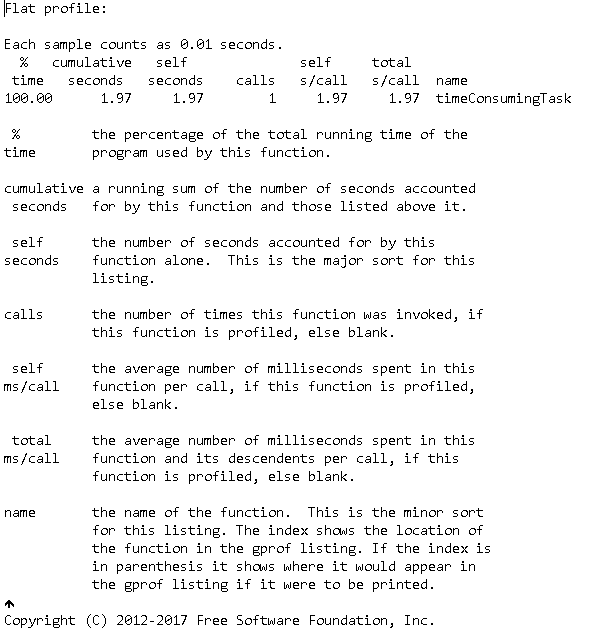 Flat profile:
Each sample counts as 0.01 seconds.
  %   cumulative   self              self     total
 time   seconds   seconds    calls   s/call   s/call  name
100.00      1.97     1.97        1     1.97     1.97  timeConsumingTask
 %         the percentage of the total running time of the
time       program used by this function.
cumulative a running sum of the number of seconds accounted
 seconds   for by this function and those listed above it.
 self      the number of seconds accounted for by this
seconds    function alone.  This is the major sort for this
           listing.
calls      the number of times this function was invoked, if
           this function is profiled, else blank.
 self      the average number of milliseconds spent in this
ms/call    function per call, if this function is profiled,
           else blank.
 total     the average number of milliseconds spent in this
ms/call    function and its descendents per call, if this
           function is profiled, else blank.
name       the name of the function.  This is the minor sort
           for this listing. The index shows the location of
           the function in the gprof listing. If the index is
           in parenthesis it shows where it would appear in
           the gprof listing if it were to be printed.
Copyright (C) 2012-2017 Free Software Foundation, Inc.